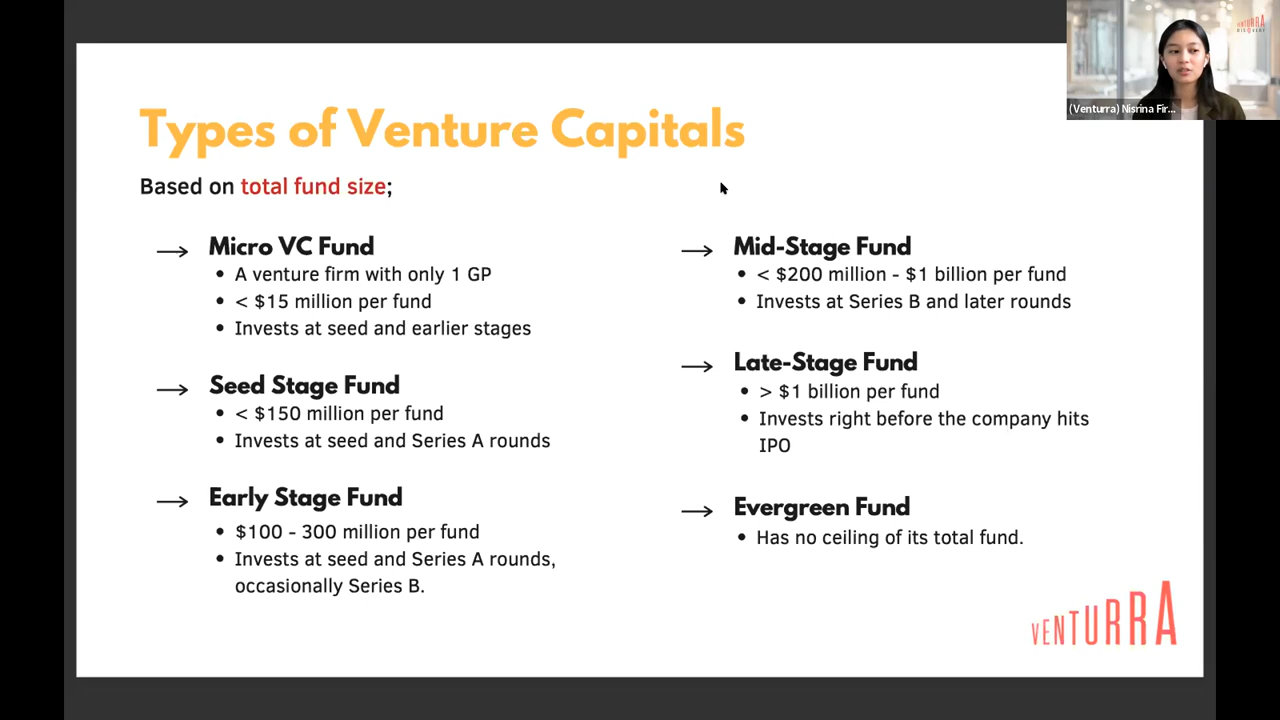 Types of Venture Capitals
Based on total fund size;
Micro VC Fund
• A venture firm with only 1 GP
• < $15 million per fund
• Invests at seed and earlier stages
Seed Stage Fund
• < $150 million per fund
• Invests at seed and Series A rounds
Early Stage Fund
• $100 - 300 million per fund
• Invests at seed and Series A rounds,
occasionally Series B.
Mid-Stage Fund
• < $200 million - $1 billion per fund
• Invests at Series B and later rounds
Late-Stage Fund
• > $1 billion per fund
• Invests right before the company hits
IPO
Evergreen Fund
• Has no ceiling of its total fund.
VENTURRA
VENTURRA
DISCOVERY
(Venturra) Nisrina Fir...